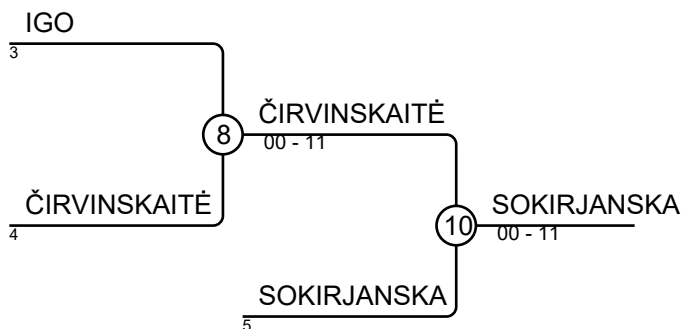 IGO
3
8
ČIRVINSKAITĖ
00 - 11
ČIRVINSKAITĖ
4
10
SOKIRJANSKA
00 - 11
SOKIRJANSKA
5